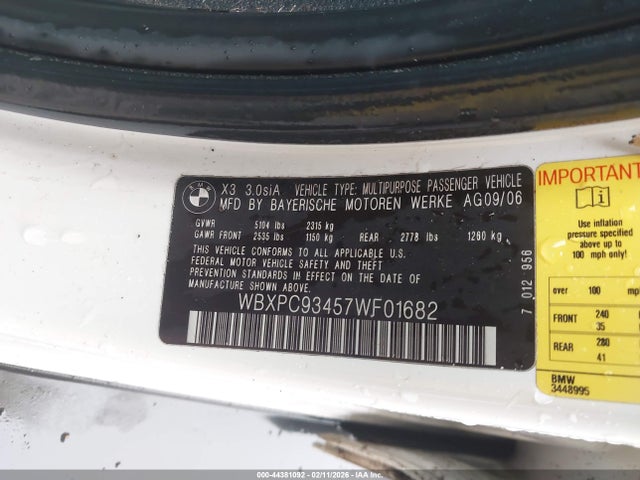 BMW
X3 3.0siA VEHICLE TYPE: MULTIPURPOSE PASSENGER VEHICLE
MFD BY BAYERISCHE MOTOREN WERKE AG09/06
GVWR 5104 lbs 2315 kg
GAWR FRONT 2535 lbs 1150 kg REAR 2778 lbs 1260 kg
THIS VEHICLE CONFORMS TO ALL APPLICABLE U.S.
FEDERAL MOTOR VEHICLE SAFETY AND THEFT
PREVENTION STANDARDS IN EFFECT ON THE DATE OF
MANUFACTURE SHOWN ABOVE.
WBXPC93457WF01682
7 012 966
IMPORTANT
Use inflation
pressure specified
above up to
100 mph only!
over 100
FRONT 240
35
REAR 280
41
BMW
3448995
000-44381092 - 02/11/2026 - IAA Holdings, LLC